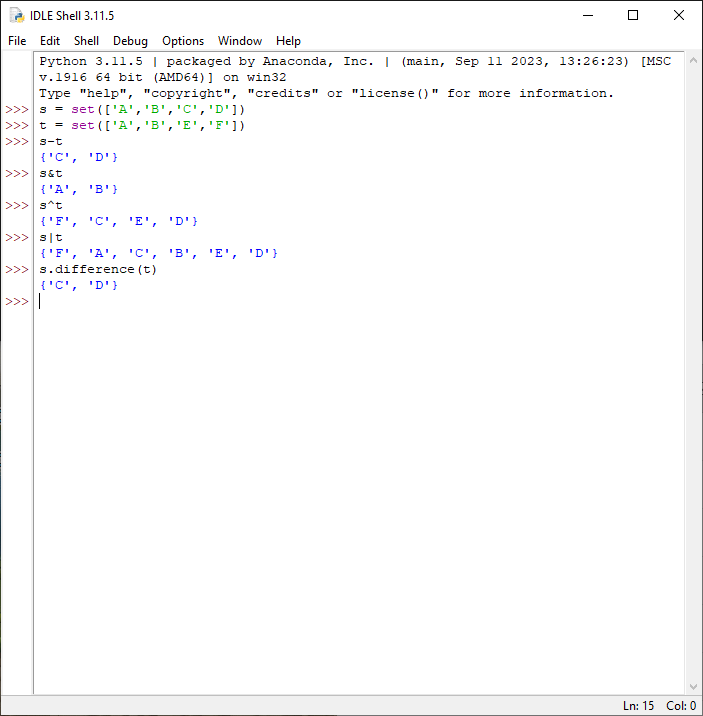 IDLE Shell 3.11.5
File Edit Shell Debug Options Window Help
Python 3.11.5 | packaged by Anaconda, Inc. | (main, Sep 11 2023, 13:26:23) [MSC
v.1916 64 bit (AMD64)] on win32
Type "help", "copyright", "credits" or "license()" for more information.
>>> s = set(['A','B','C','D'])
>>> t = set(['A','B','E','F'])
>>> s-t
{'C', 'D'}
>>> s&t
{'A', 'B'}
>>> s^t
{'F', 'C', 'E', 'D'}
>>> s|t
{'F', 'A', 'C', 'B', 'E', 'D'}
>>> s.difference(t)
{'C', 'D'}
>>>
Ln: 15 Col: 0